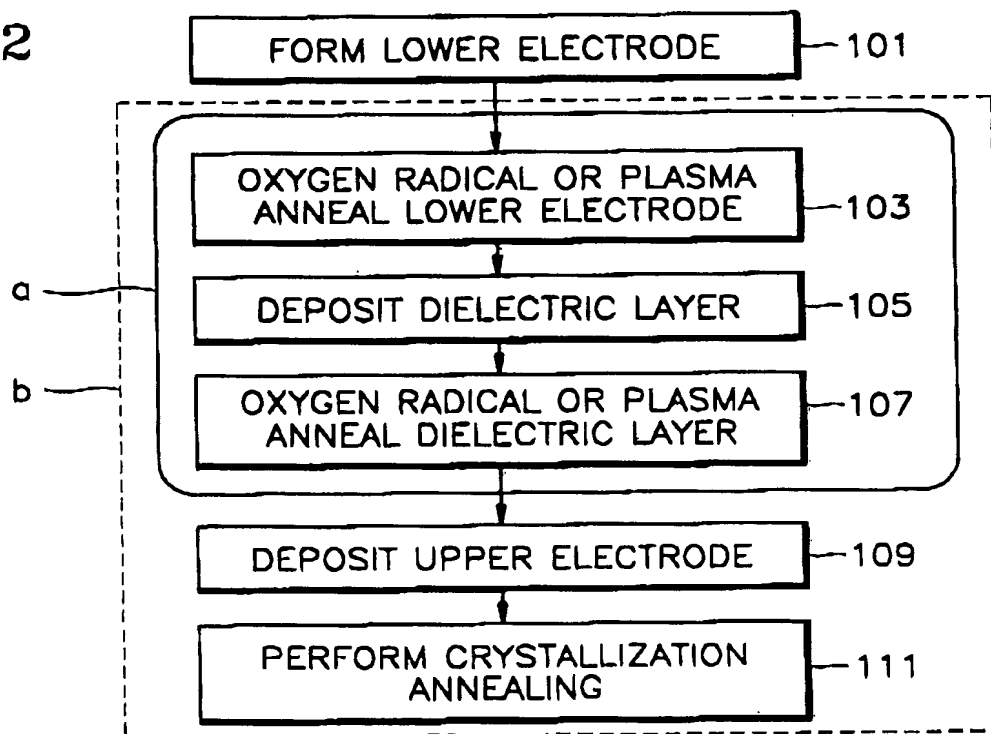 2
FORM LOWER ELECTRODE
101
OXYGEN RADICAL OR PLASMA
ANNEAL LOWER ELECTRODE
103
a
DEPOSIT DIELECTRIC LAYER
105
b
OXYGEN RADICAL OR PLASMA
ANNEAL DIELECTRIC LAYER
107
DEPOSIT UPPER ELECTRODE
109
PERFORM CRYSTALLIZATION
ANNEALING
111